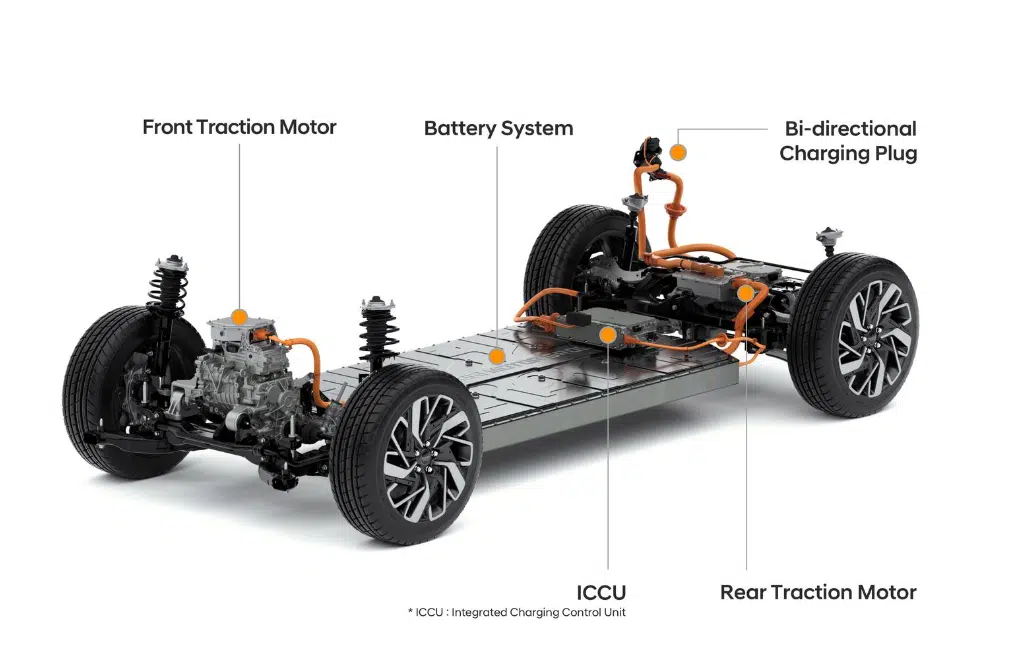 Front Traction Motor
Battery System
Bi-directional
Charging Plug
ICCU
* ICCU : Integrated Charging Control Unit
Rear Traction Motor